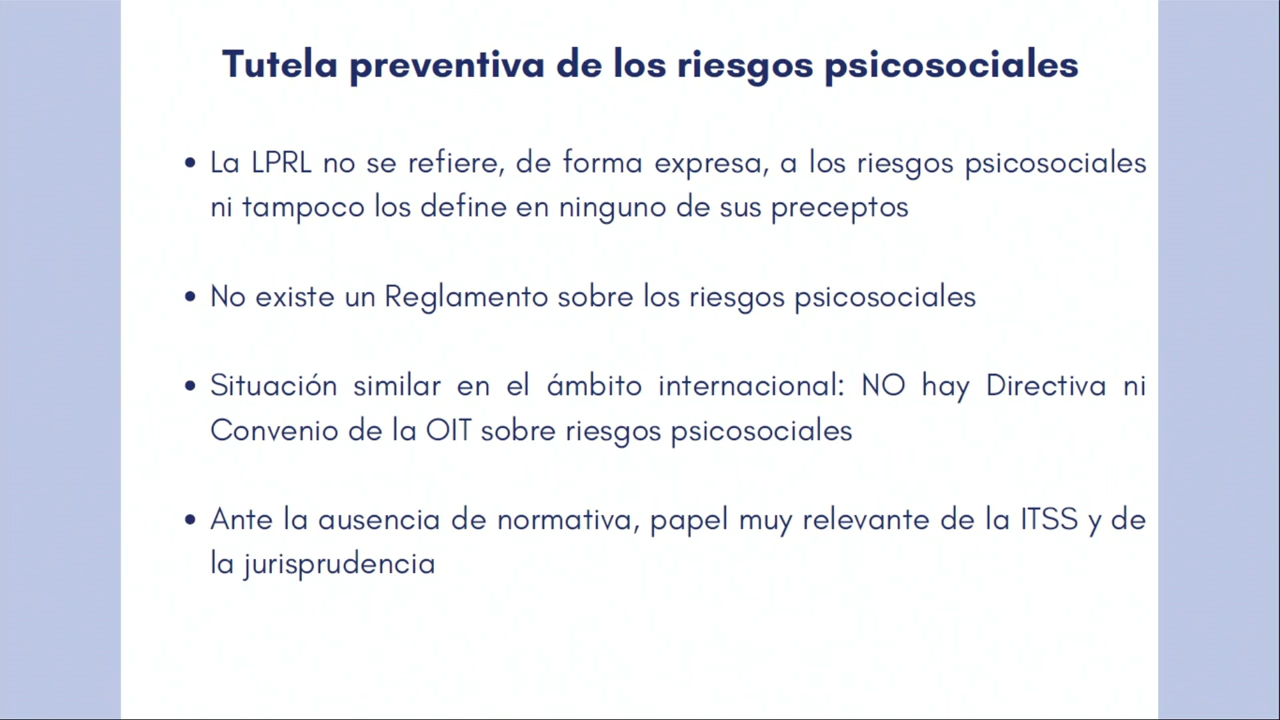 Tutela preventiva de los riesgos psicosociales
• La LPRL no se refiere, de forma expresa, a los riesgos psicosociales
ni tampoco los define en ninguno de sus preceptos
• No existe un Reglamento sobre los riesgos psicosociales
• Situación similar en el ámbito internacional: NO hay Directiva ni
Convenio de la OIT sobre riesgos psicosociales
• Ante la ausencia de normativa, papel muy relevante de la ITSS y de
la jurisprudencia